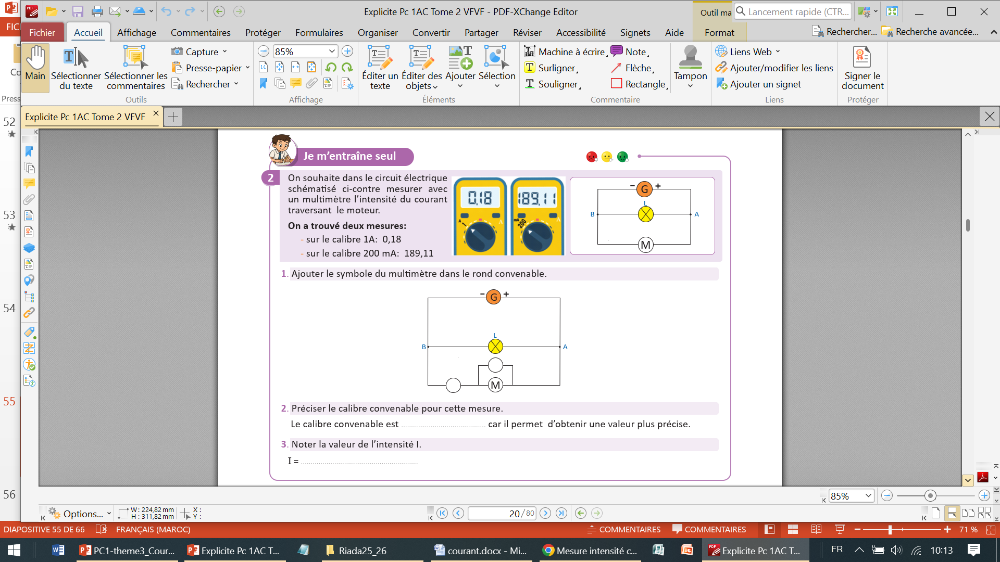 Explicite Pc 1AC Tome 2 VFVF - PDF-XChange Editor
Outil ma
Lancement rapide (CTR...
FIC
Fichier
Accueil
Affichage
Commentaires
Protéger
Formulaires
Organiser
Convertir
Partager
Réviser
Accessibilité
Signets
Aide
Format
Rechercher...
Recherche avancée...
Co
Press
Main
Sélectionner
du texte
Sélectionner les
commentaires
Capture
Presse-papier
Rechercher
Outils
85%
Affichage
Éditer un
texte
Éditer des
objets
Ajouter
Sélection
Éléments
Machine à écrire
Surligner
Souligner
Note
Flèche
Rectangle
Tampon
Commentaire
Liens Web
Ajouter/modifier les liens
Ajouter un signet
Liens
Signer le
document
Protéger
Explicite Pc 1AC Tome 2 VFVF
52
53
54
55
56
Je m’entraîne seul
2
On souhaite dans le circuit électrique
schématisé ci-contre mesurer avec
un multimètre l’intensité du courant
traversant le moteur.
On a trouvé deux mesures:
- sur le calibre 1A: 0,18
- sur le calibre 200 mA: 189,11
0,18
A
1
A
189,11
mA
200
A
- G +
L
B
A
M
1. Ajouter le symbole du multimètre dans le rond convenable.
- G +
L
B
A
M
2. Préciser le calibre convenable pour cette mesure.
Le calibre convenable est ........................................... car il permet d’obtenir une valeur plus précise.
3. Noter la valeur de l’intensité I.
I = ............................................................
85%
Options...
W : 224,82 mm
H : 311,82 mm
X :
Y :
20 / 80
DIAPOSITIVE 55 DE 66
FRANÇAIS (MAROC)
COMMENTAIRES
COMMENTAIRES
71 %
PC1-theme3_Cour...
Explicite Pc 1AC T...
Riada25_26
courant.docx - Mi...
Mesure intensité c...
Explicite Pc 1AC T...
FR
10:13